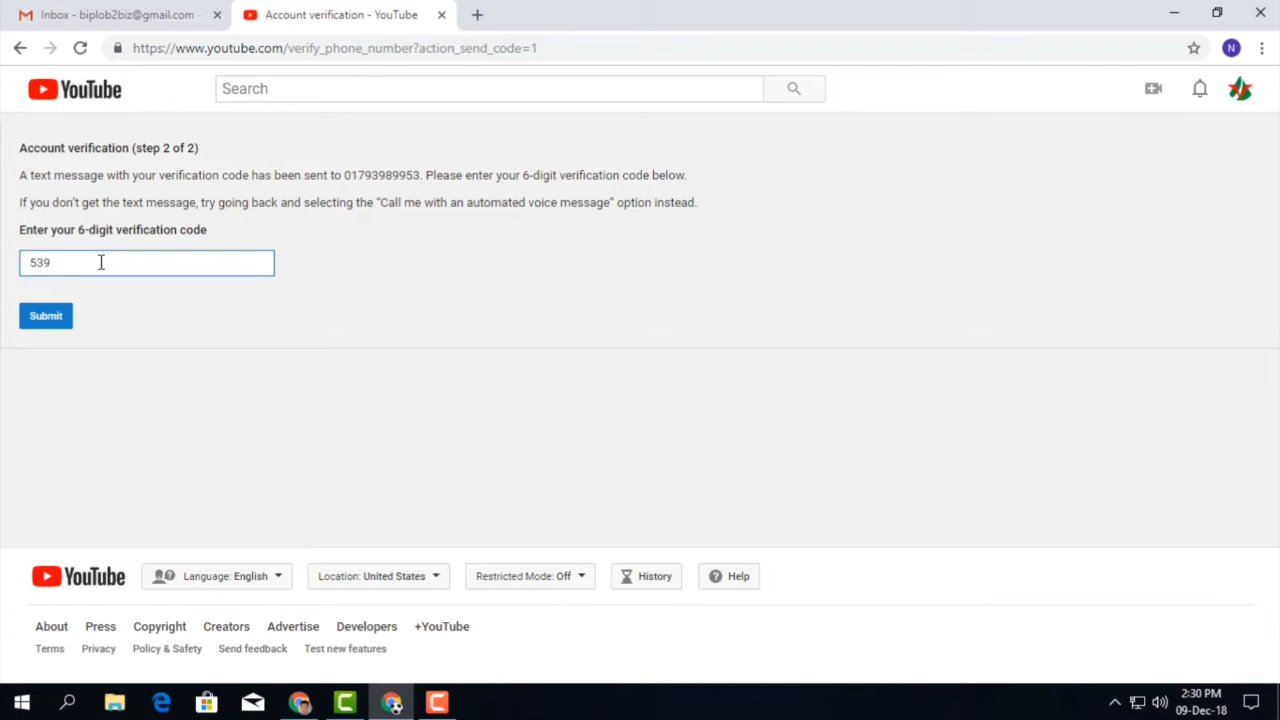 Inbox - biplob2biz@gmail.com -
Account verification - YouTube
https://www.youtube.com/verify_phone_number?action_send_code=1
N
YouTube
Search
Account verification (step 2 of 2)
A text message with your verification code has been sent to 01793989953. Please enter your 6-digit verification code below.
If you don't get the text message, try going back and selecting the “Call me with an automated voice message” option instead.
Enter your 6-digit verification code
539
Submit
YouTube
Language: English
Location: United States
Restricted Mode: Off
History
Help
About Press Copyright Creators Advertise Developers +YouTube
Terms Privacy Policy & Safety Send feedback Test new features
2:30 PM
09-Dec-18